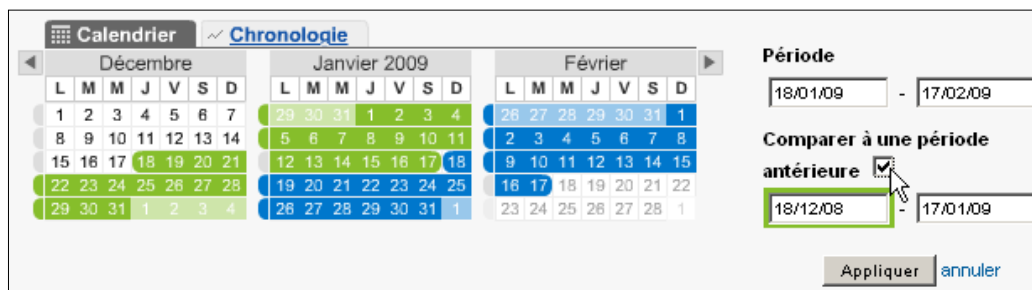 Calendrier Chronologie
Décembre Janvier 2009 Février
L M M J V S D L M M J V S D L M M J V S D
1 2 3 4 5 6 7 29 30 31 1 2 3 4 26 27 28 29 30 31 1
8 9 10 11 12 13 14 5 6 7 8 9 10 11 2 3 4 5 6 7 8
15 16 17 18 19 20 21 12 13 14 15 16 17 18 9 10 11 12 13 14 15
22 23 24 25 26 27 28 19 20 21 22 23 24 25 16 17 18 19 20 21 22
29 30 31 1 2 3 4 26 27 28 29 30 31 1 23 24 25 26 27 28 1
Période
18/01/09 - 17/02/09
Comparer à une période
antérieure
18/12/08 - 17/01/09
Appliquer annuler